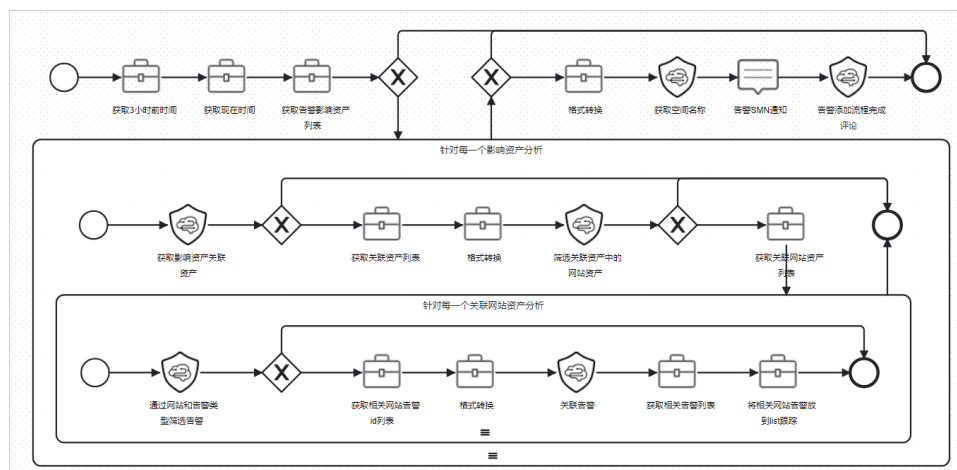 获取3小时前时间
获取现在时间
获取告警影响资产
列表
格式转换
获取空间名称
告警SMN通知
告警添加流程完成
评论
针对每一个影响资产分析
获取影响资产关联
资产
获取关联资产列表
格式转换
筛选关联资产中的
网站资产
获取关联网站资产
列表
针对每一个关联网站资产分析
通过网站和告警类
型筛选告警
获取相关网站告警
id列表
格式转换
关联告警
获取相关告警列表
将相关网站告警放
到list跟踪